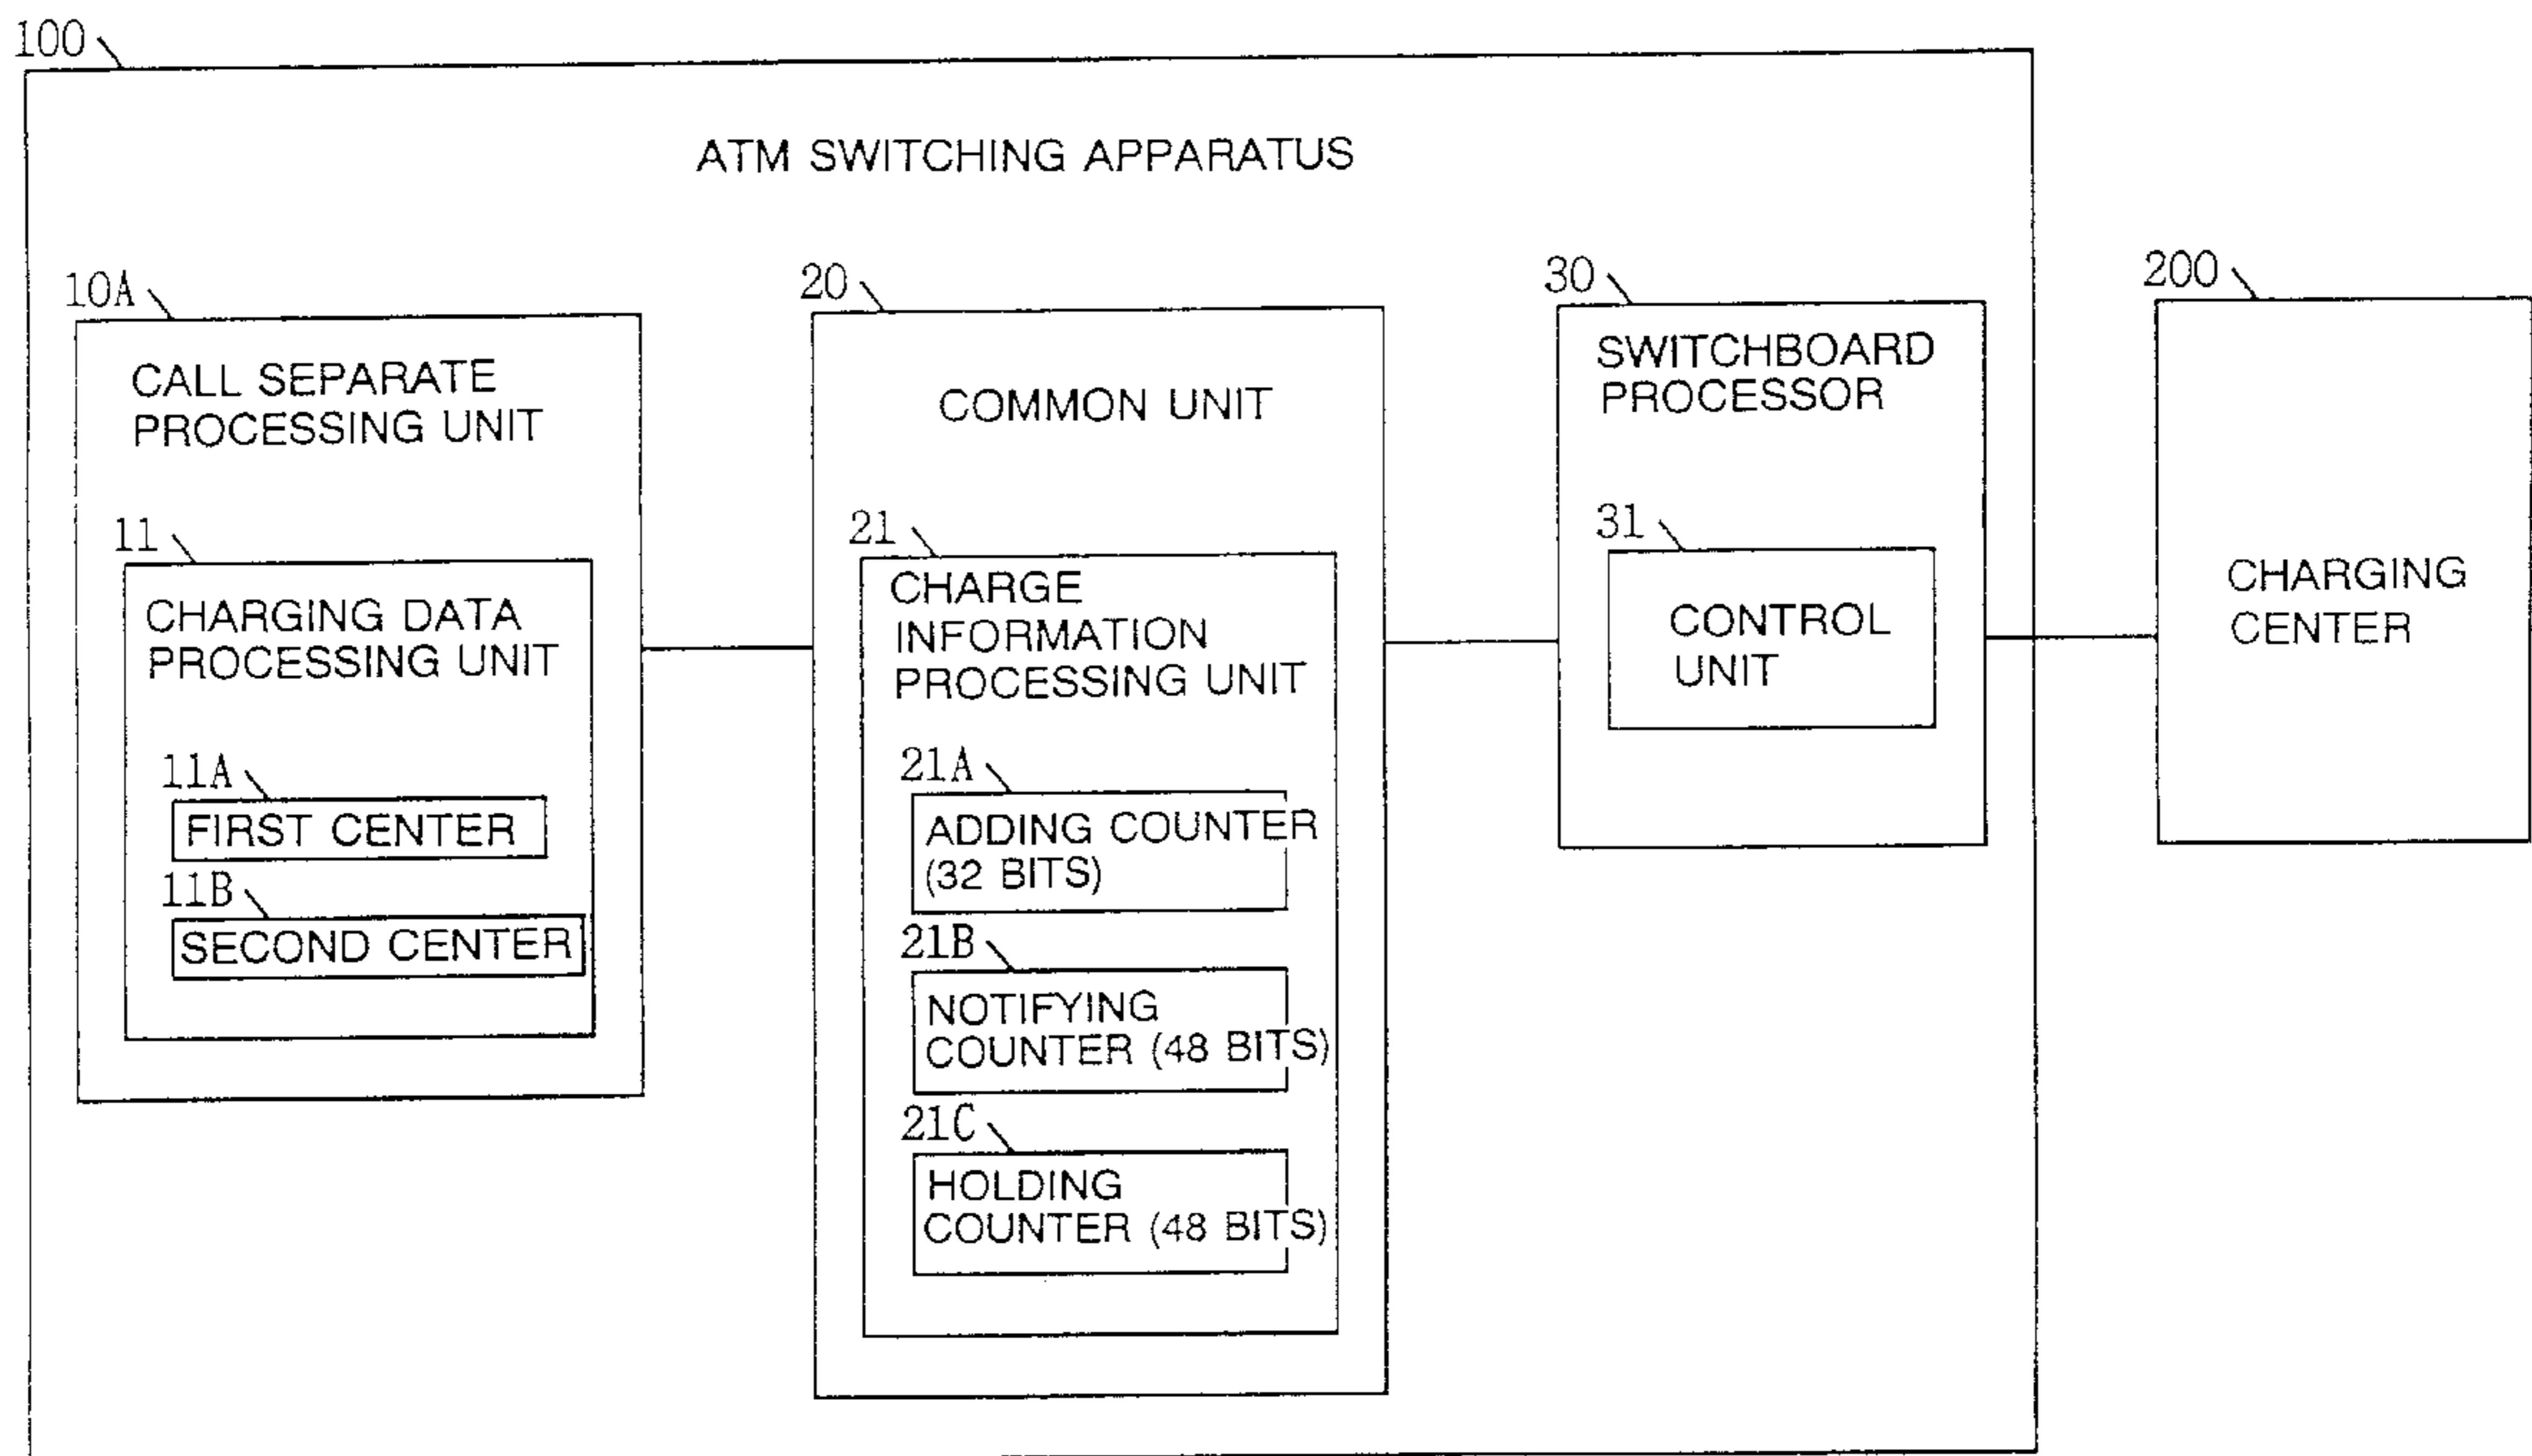 100
ATM SWITCHING APPARATUS
10A
CALL SEPARATE
PROCESSING UNIT
11
CHARGING DATA
PROCESSING UNIT
11A
FIRST CENTER
11B
SECOND CENTER
20
COMMON UNIT
21
CHARGE
INFORMATION
PROCESSING UNIT
21A
ADDING COUNTER
(32 BITS)
21B
NOTIFYING
COUNTER (48 BITS)
21C
HOLDING
COUNTER (48 BITS)
30
SWITCHBOARD
PROCESSOR
31
CONTROL
UNIT
200
CHARGING
CENTER